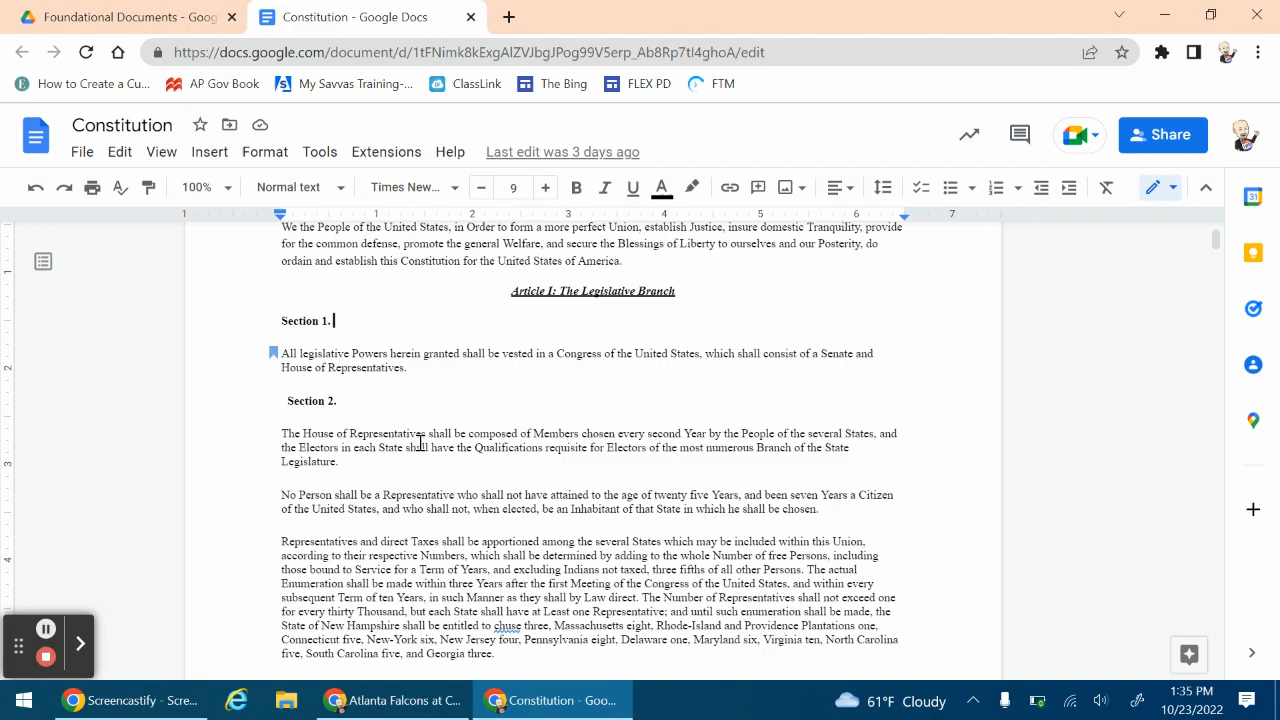 Foundational Documents - Goog
Constitution - Google Docs
https://docs.google.com/document/d/1tFNimk8kExgAlZVJbgJPog99V5erp_Ab8Rp7tl4ghoA/edit
How to Create a Cu...
AP Gov Book
My Savvas Training-...
ClassLink
The Bing
FLEX PD
FTM
Constitution
Share
File Edit View Insert Format Tools Extensions Help Last edit was 3 days ago
100% Normal text Times New... 9
1 1 2 3 4 5 6 7
We the People of the United States, in Order to form a more perfect Union, establish Justice, insure domestic Tranquility, provide
for the common defense, promote the general Welfare, and secure the Blessings of Liberty to ourselves and our Posterity, do
ordain and establish this Constitution for the United States of America.
Article I: The Legislative Branch
Section 1.
All legislative Powers herein granted shall be vested in a Congress of the United States, which shall consist of a Senate and
House of Representatives.
Section 2.
The House of Representatives shall be composed of Members chosen every second Year by the People of the several States, and
the Electors in each State shall have the Qualifications requisite for Electors of the most numerous Branch of the State
Legislature.
No Person shall be a Representative who shall not have attained to the age of twenty five Years, and been seven Years a Citizen
of the United States, and who shall not, when elected, be an Inhabitant of that State in which he shall be chosen.
Representatives and direct Taxes shall be apportioned among the several States which may be included within this Union,
according to their respective Numbers, which shall be determined by adding to the whole Number of free Persons, including
those bound to Service for a Term of Years, and excluding Indians not taxed, three fifths of all other Persons. The actual
Enumeration shall be made within three Years after the first Meeting of the Congress of the United States, and within every
subsequent Term of ten Years, in such Manner as they shall by Law direct. The Number of Representatives shall not exceed one
for every thirty Thousand, but each State shall have at Least one Representative; and until such enumeration shall be made, the
State of New Hampshire shall be entitled to chuse three, Massachusetts eight, Rhode-Island and Providence Plantations one,
Connecticut five, New-York six, New Jersey four, Pennsylvania eight, Delaware one, Maryland six, Virginia ten, North Carolina
five, South Carolina five, and Georgia three.
1
2
3
4
31
Screencastify - Scre...
Atlanta Falcons at C...
Constitution - Goo...
61°F Cloudy
1:35 PM
10/23/2022